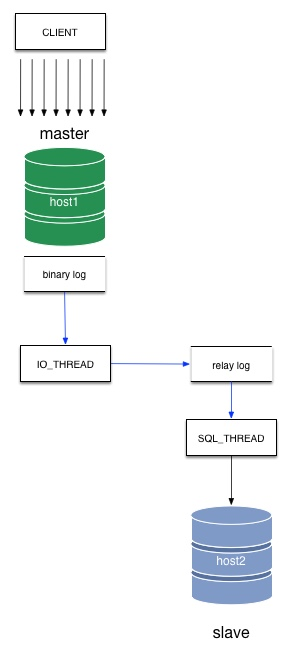 CLIENT
master
host1
binary log
IO_THREAD
relay log
SQL_THREAD
host2
slave